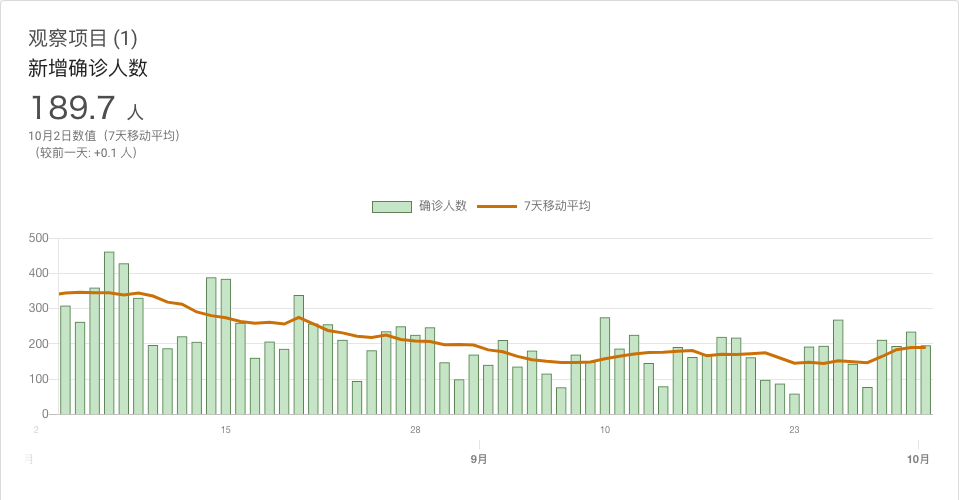 观察项目 (1)
新增确诊人数
189.7 人
10月2日数值（7天移动平均）
（较前一天: +0.1 人）
确诊人数 7天移动平均
500
400
300
200
100
0
2 15 28 10 23
月 9月 10月